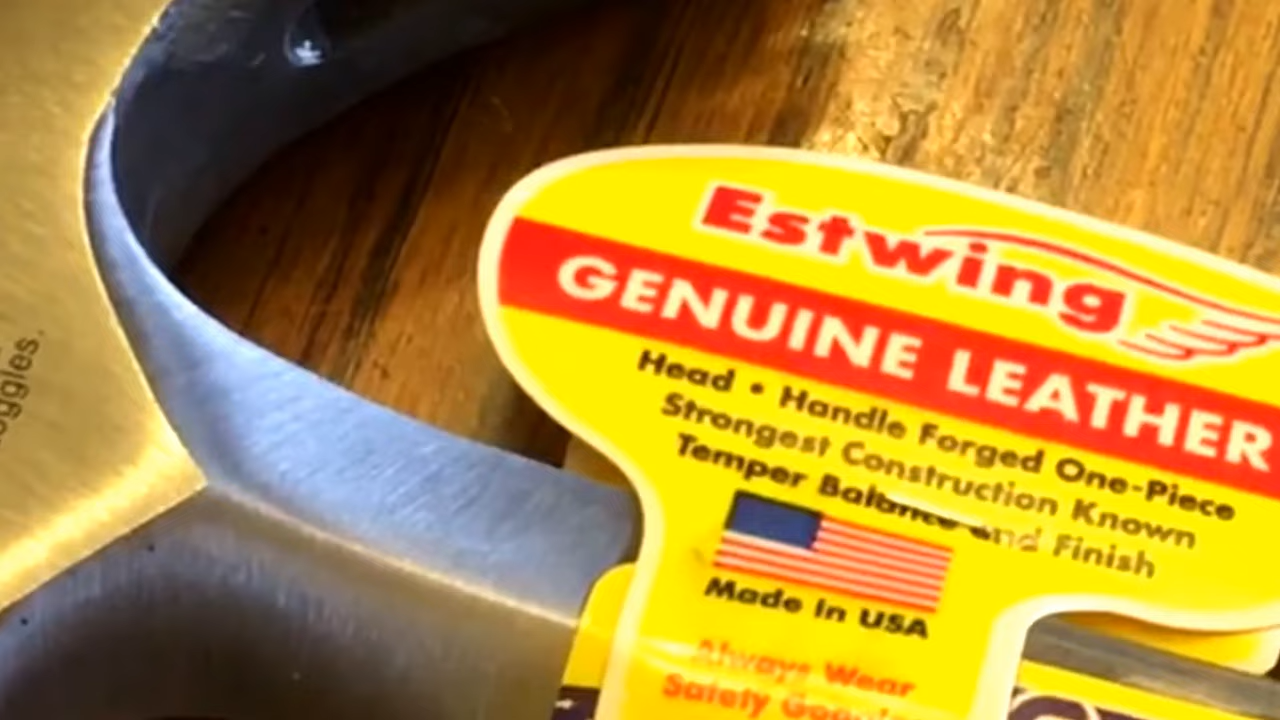 Estwing
GENUINE LEATHER
Head • Handle Forged One-Piece
Strongest Construction Known
Temper Balance and Finish
Made In USA
Always Wear
Safety
oggles.